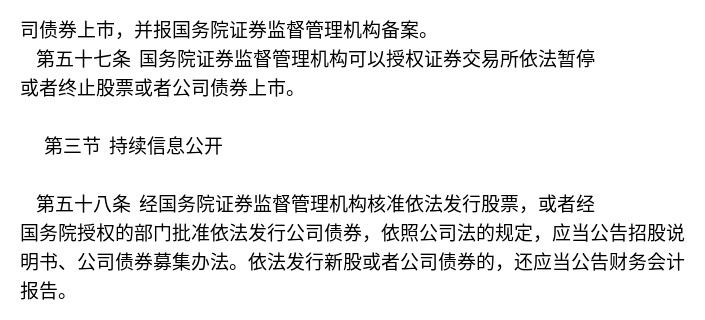 司债券上市，并报国务院证券监督管理机构备案。
第五十七条 国务院证券监督管理机构可以授权证券交易所依法暂停
或者终止股票或者公司债券上市。
第三节 持续信息公开
第五十八条 经国务院证券监督管理机构核准依法发行股票，或者经
国务院授权的部门批准依法发行公司债券，依照公司法的规定，应当公告招股说
明书、公司债券募集办法。依法发行新股或者公司债券的，还应当公告财务会计
报告。